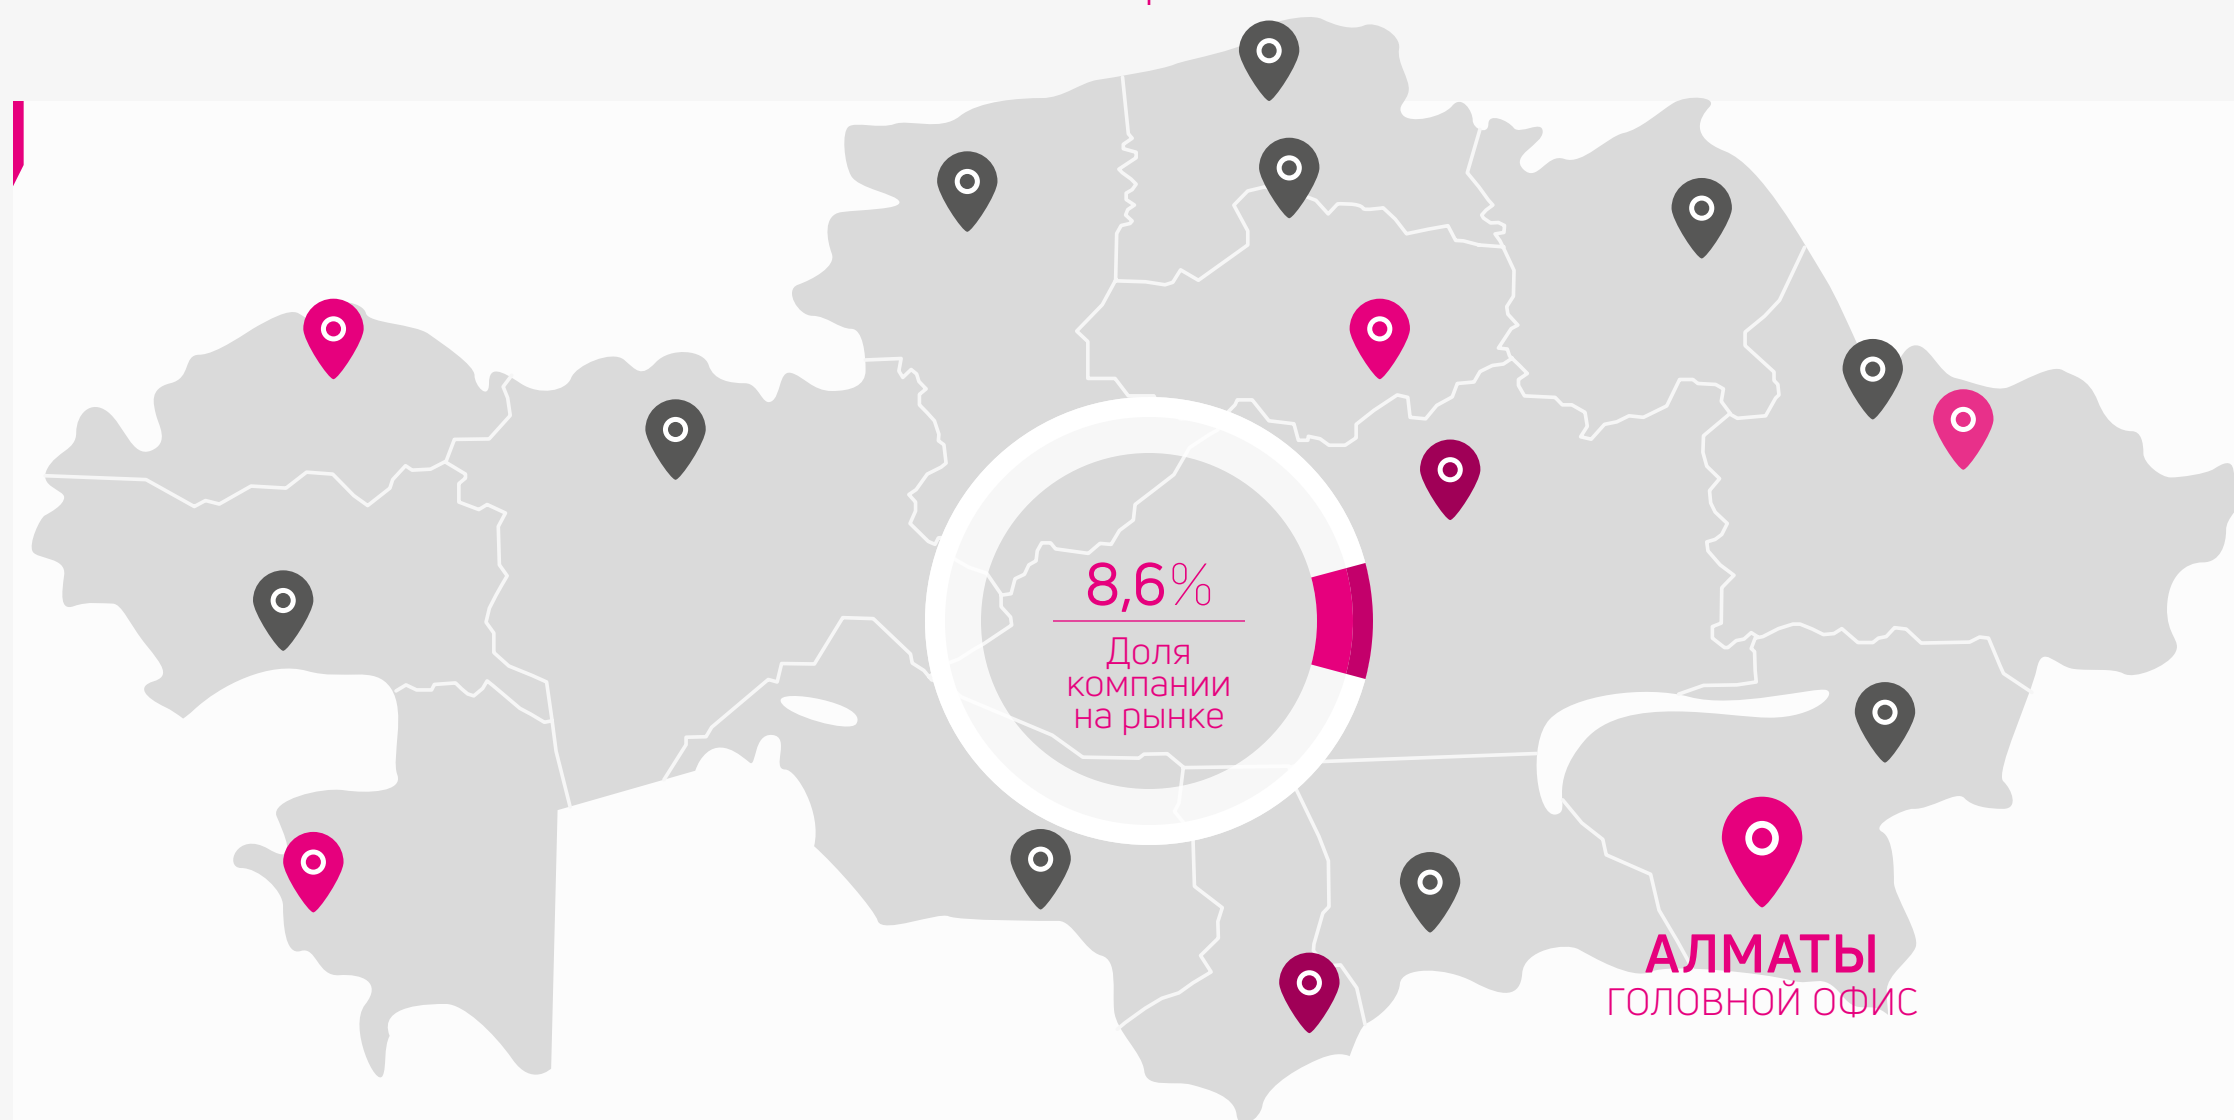 8,6%
Доля
компании
на рынке
АЛМАТЫ
ГОЛОВНОЙ ОФИС